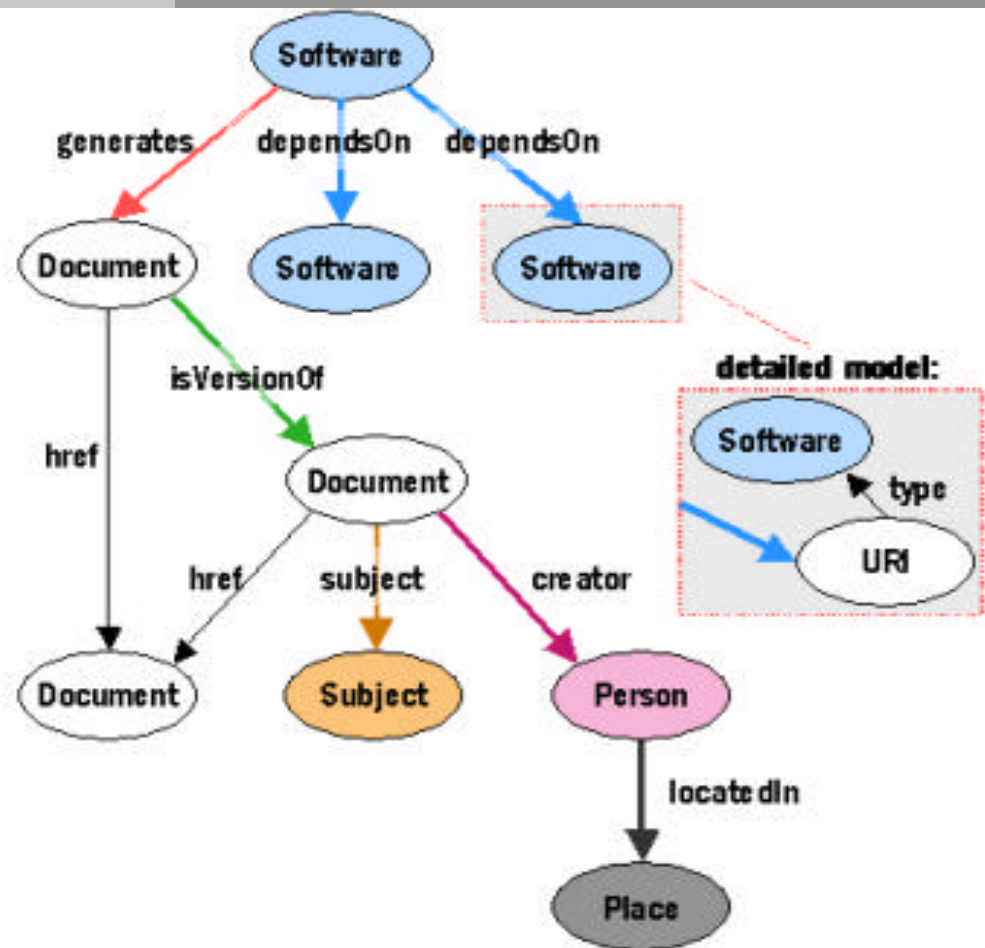 Software
generates dependsOn dependsOn
Document Software Software
isVersionOf
detailed model:
Software
href
Document
type
URI
href subject creator
Document Subject Person
locatedIn
Place